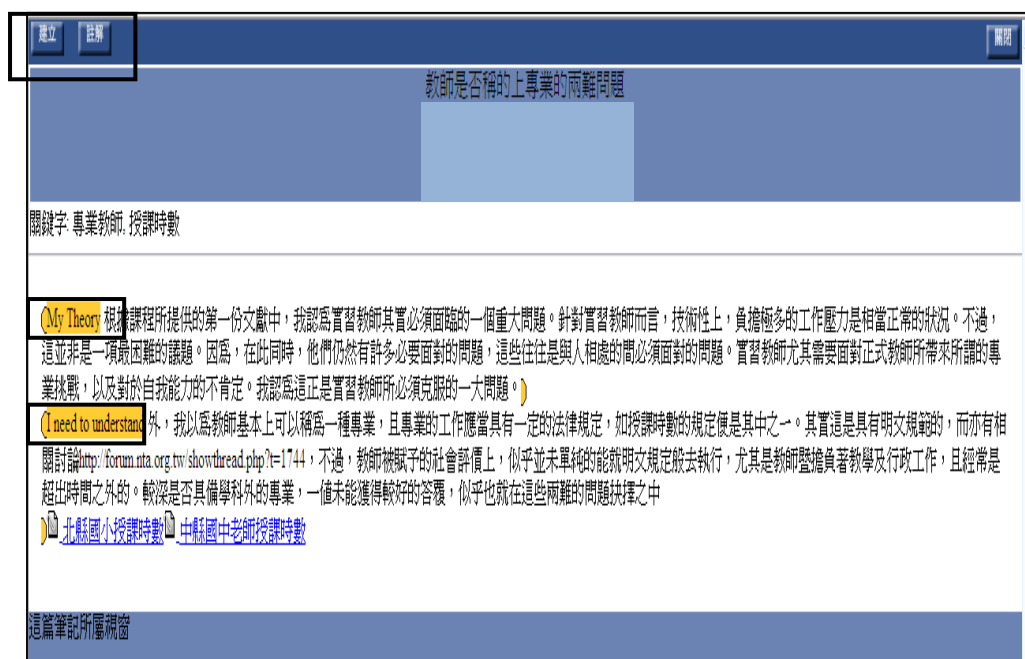 建立 註解 關閉
教師是否稱的上專業的兩難問題
關鍵字: 專業教師, 授課時數
(My Theory 根據課程所提供的第一份文獻中，我認為實習教師其實必須面臨的一個重大問題。針對實習教師而言，技術性上，負擔極多的工作壓力是相當正常的狀況。不過，
這並非是一項最困難的議題。因為，在此同時，他們仍然有許多必要面對的問題，這些往往是與人相處的間必須面對的問題。實習教師尤其需要面對正式教師所帶來所謂的專
業挑戰，以及對於自我能力的不肯定。我認為這正是實習教師所必須克服的一大問題。)
(I need to understand 外，我以為教師基本上可以稱為一種專業，且專業的工作應當具有一定的法律規定，如授課時數的規定便是其中之一。其實這是具有明文規範的，而亦有相
關討論http://forum.nta.org.tw/showthread.php?t=1744，不過，教師被賦予的社會評價上，似乎並未單純的能就明文規定般去執行，尤其是教師暨擔負著教學及行政工作，且經常是
超出時間之外的。較深是否具備學科外的專業，一值未能獲得較好的答覆，似乎也就在這些兩難的問題抉擇之中
) 北縣國小授課時數 中縣國中老師授課時數
這篇筆記所屬視窗